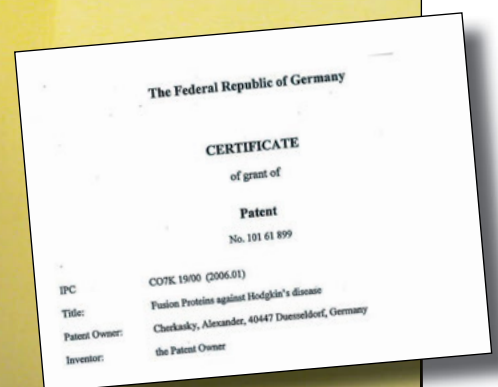 The Federal Republic of Germany
CERTIFICATE
of grant of
Patent
No. 101 61 899
IPC CO7K 19/00 (2006.01)
Title: Fusion Proteins against Hodgkin's disease
Patent Owner: Cherkasky, Alexander, 40447 Duesseldorf, Germany
Inventor: the Patent Owner